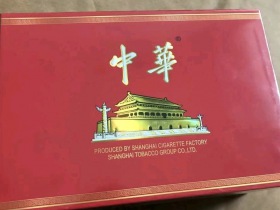 中華®
PRODUCED BY SHANGHAI CIGARETTE FACTORY
SHANGHAI TOBACCO GROUP CO., LTD.